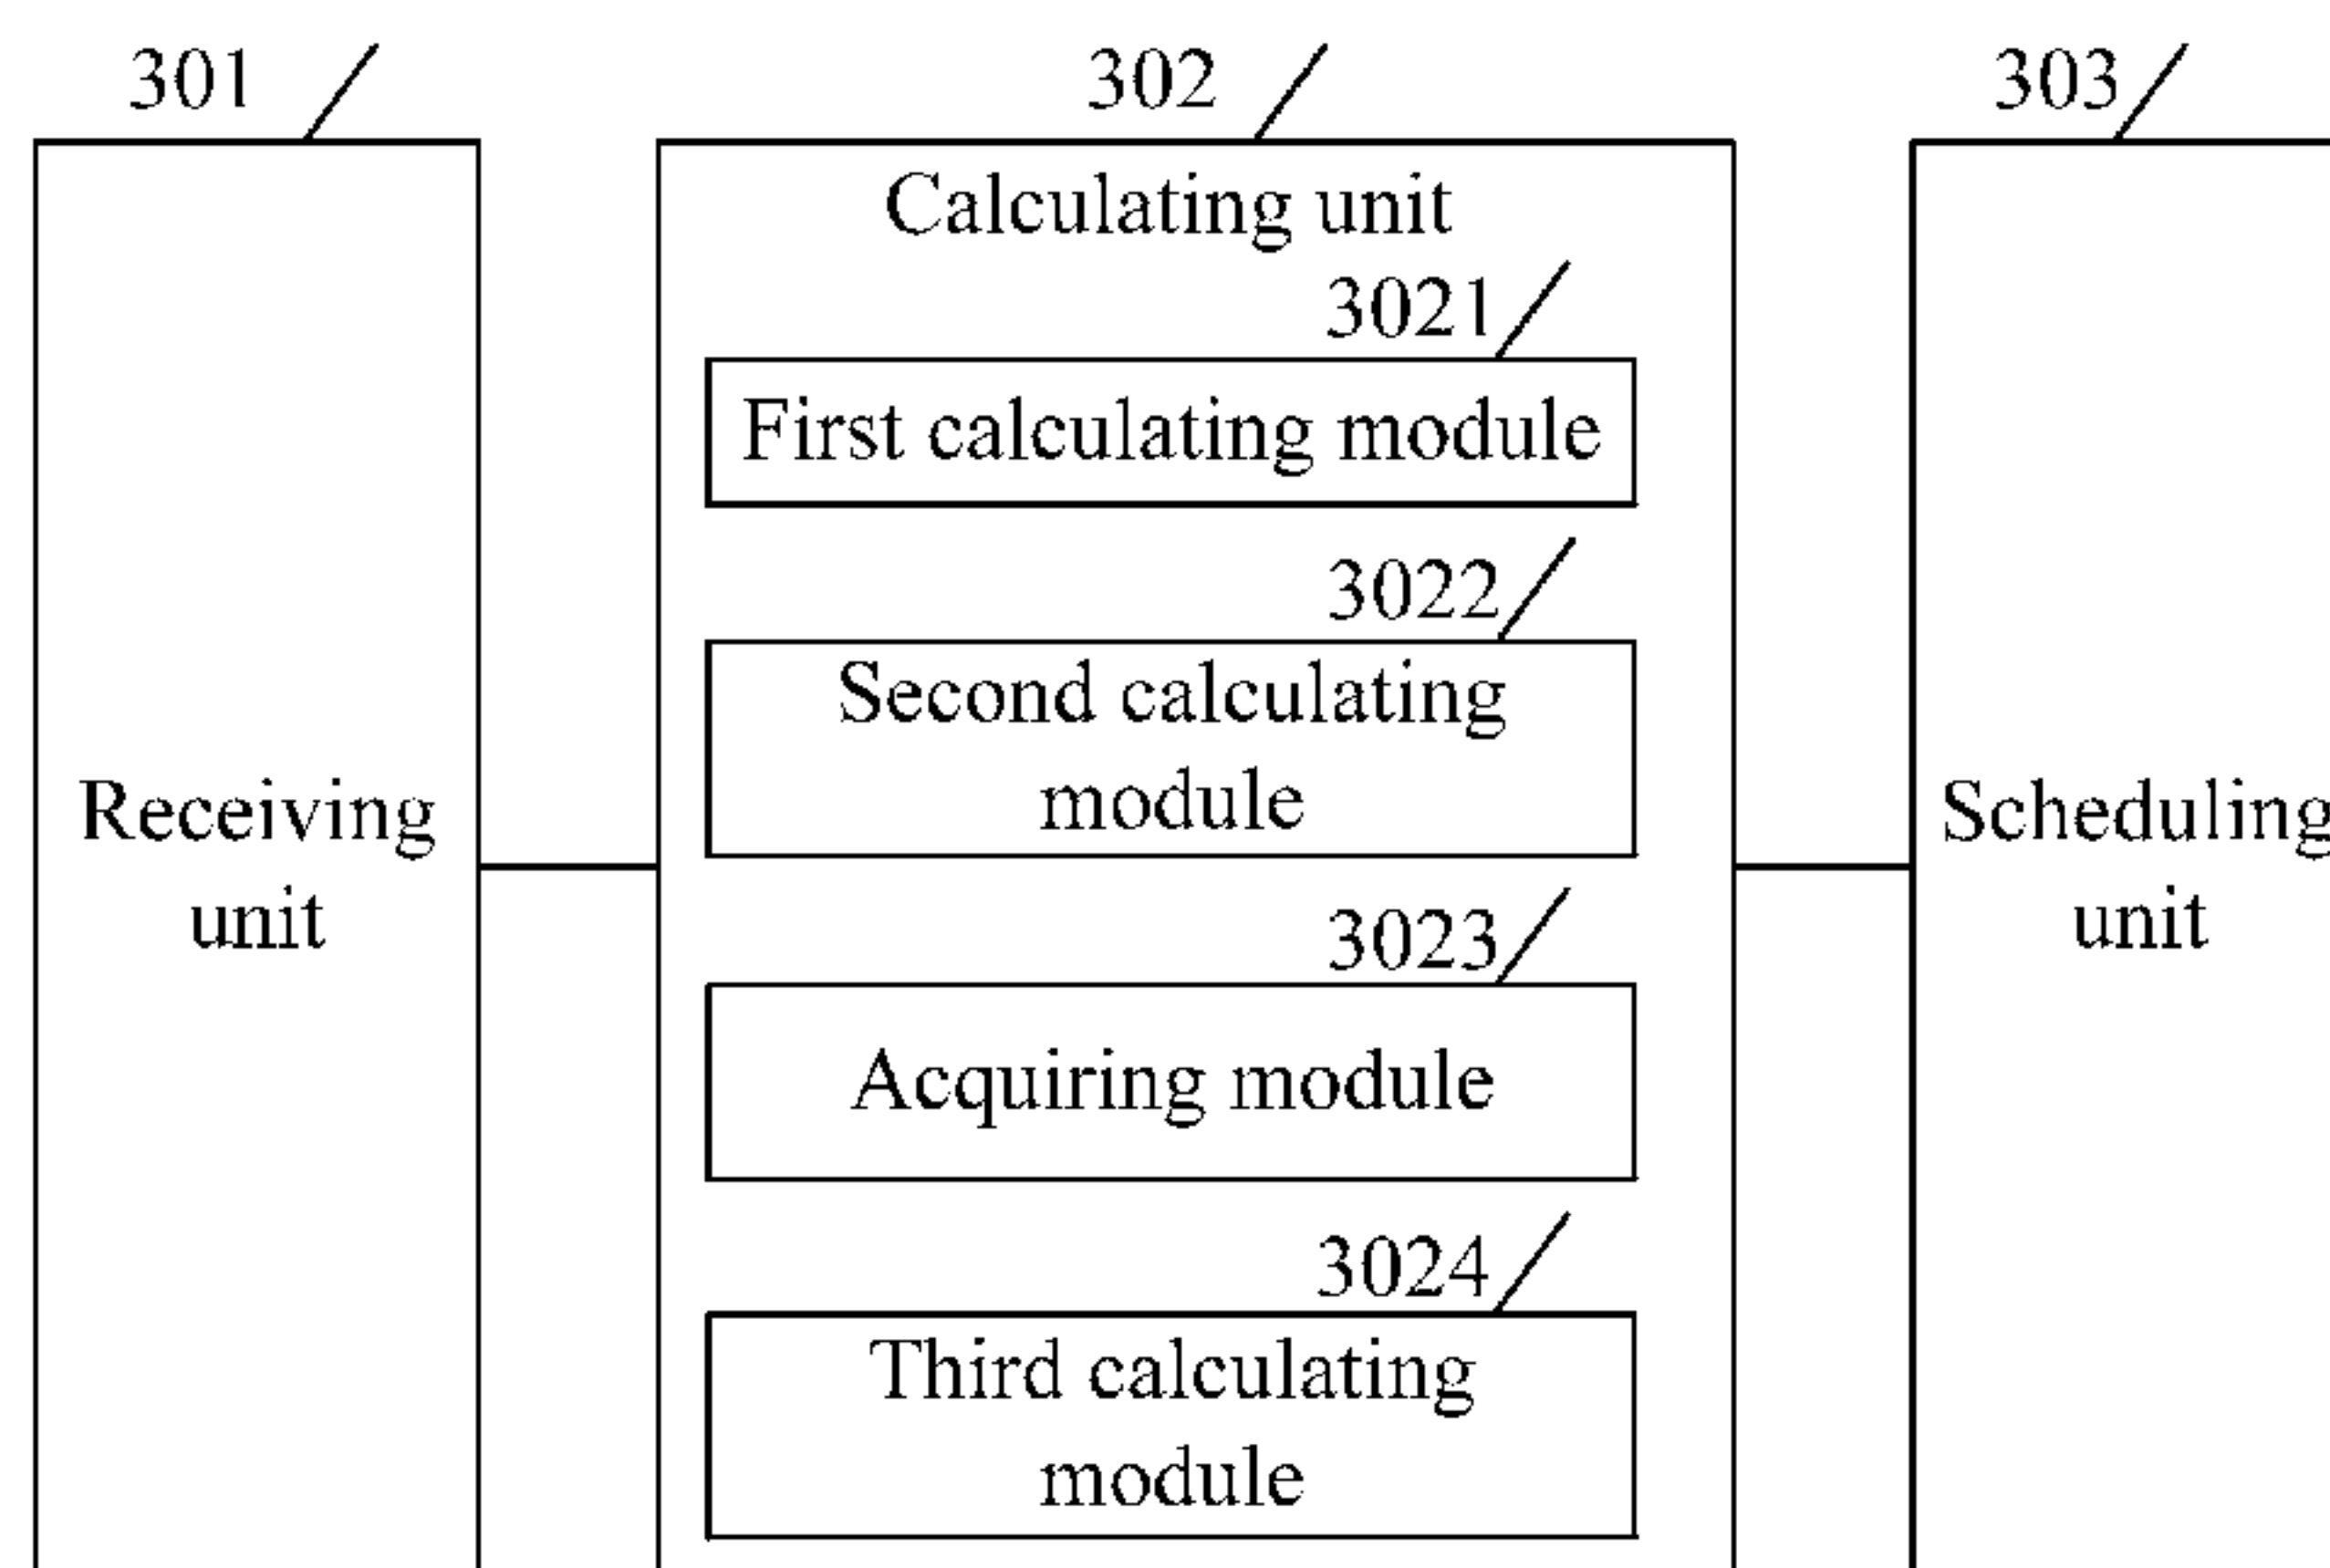 301
302
303
Calculating unit
3021
First calculating module
3022
Second calculating
module
Receiving
unit
Scheduling
unit
3023
Acquiring module
3024
Third calculating
module